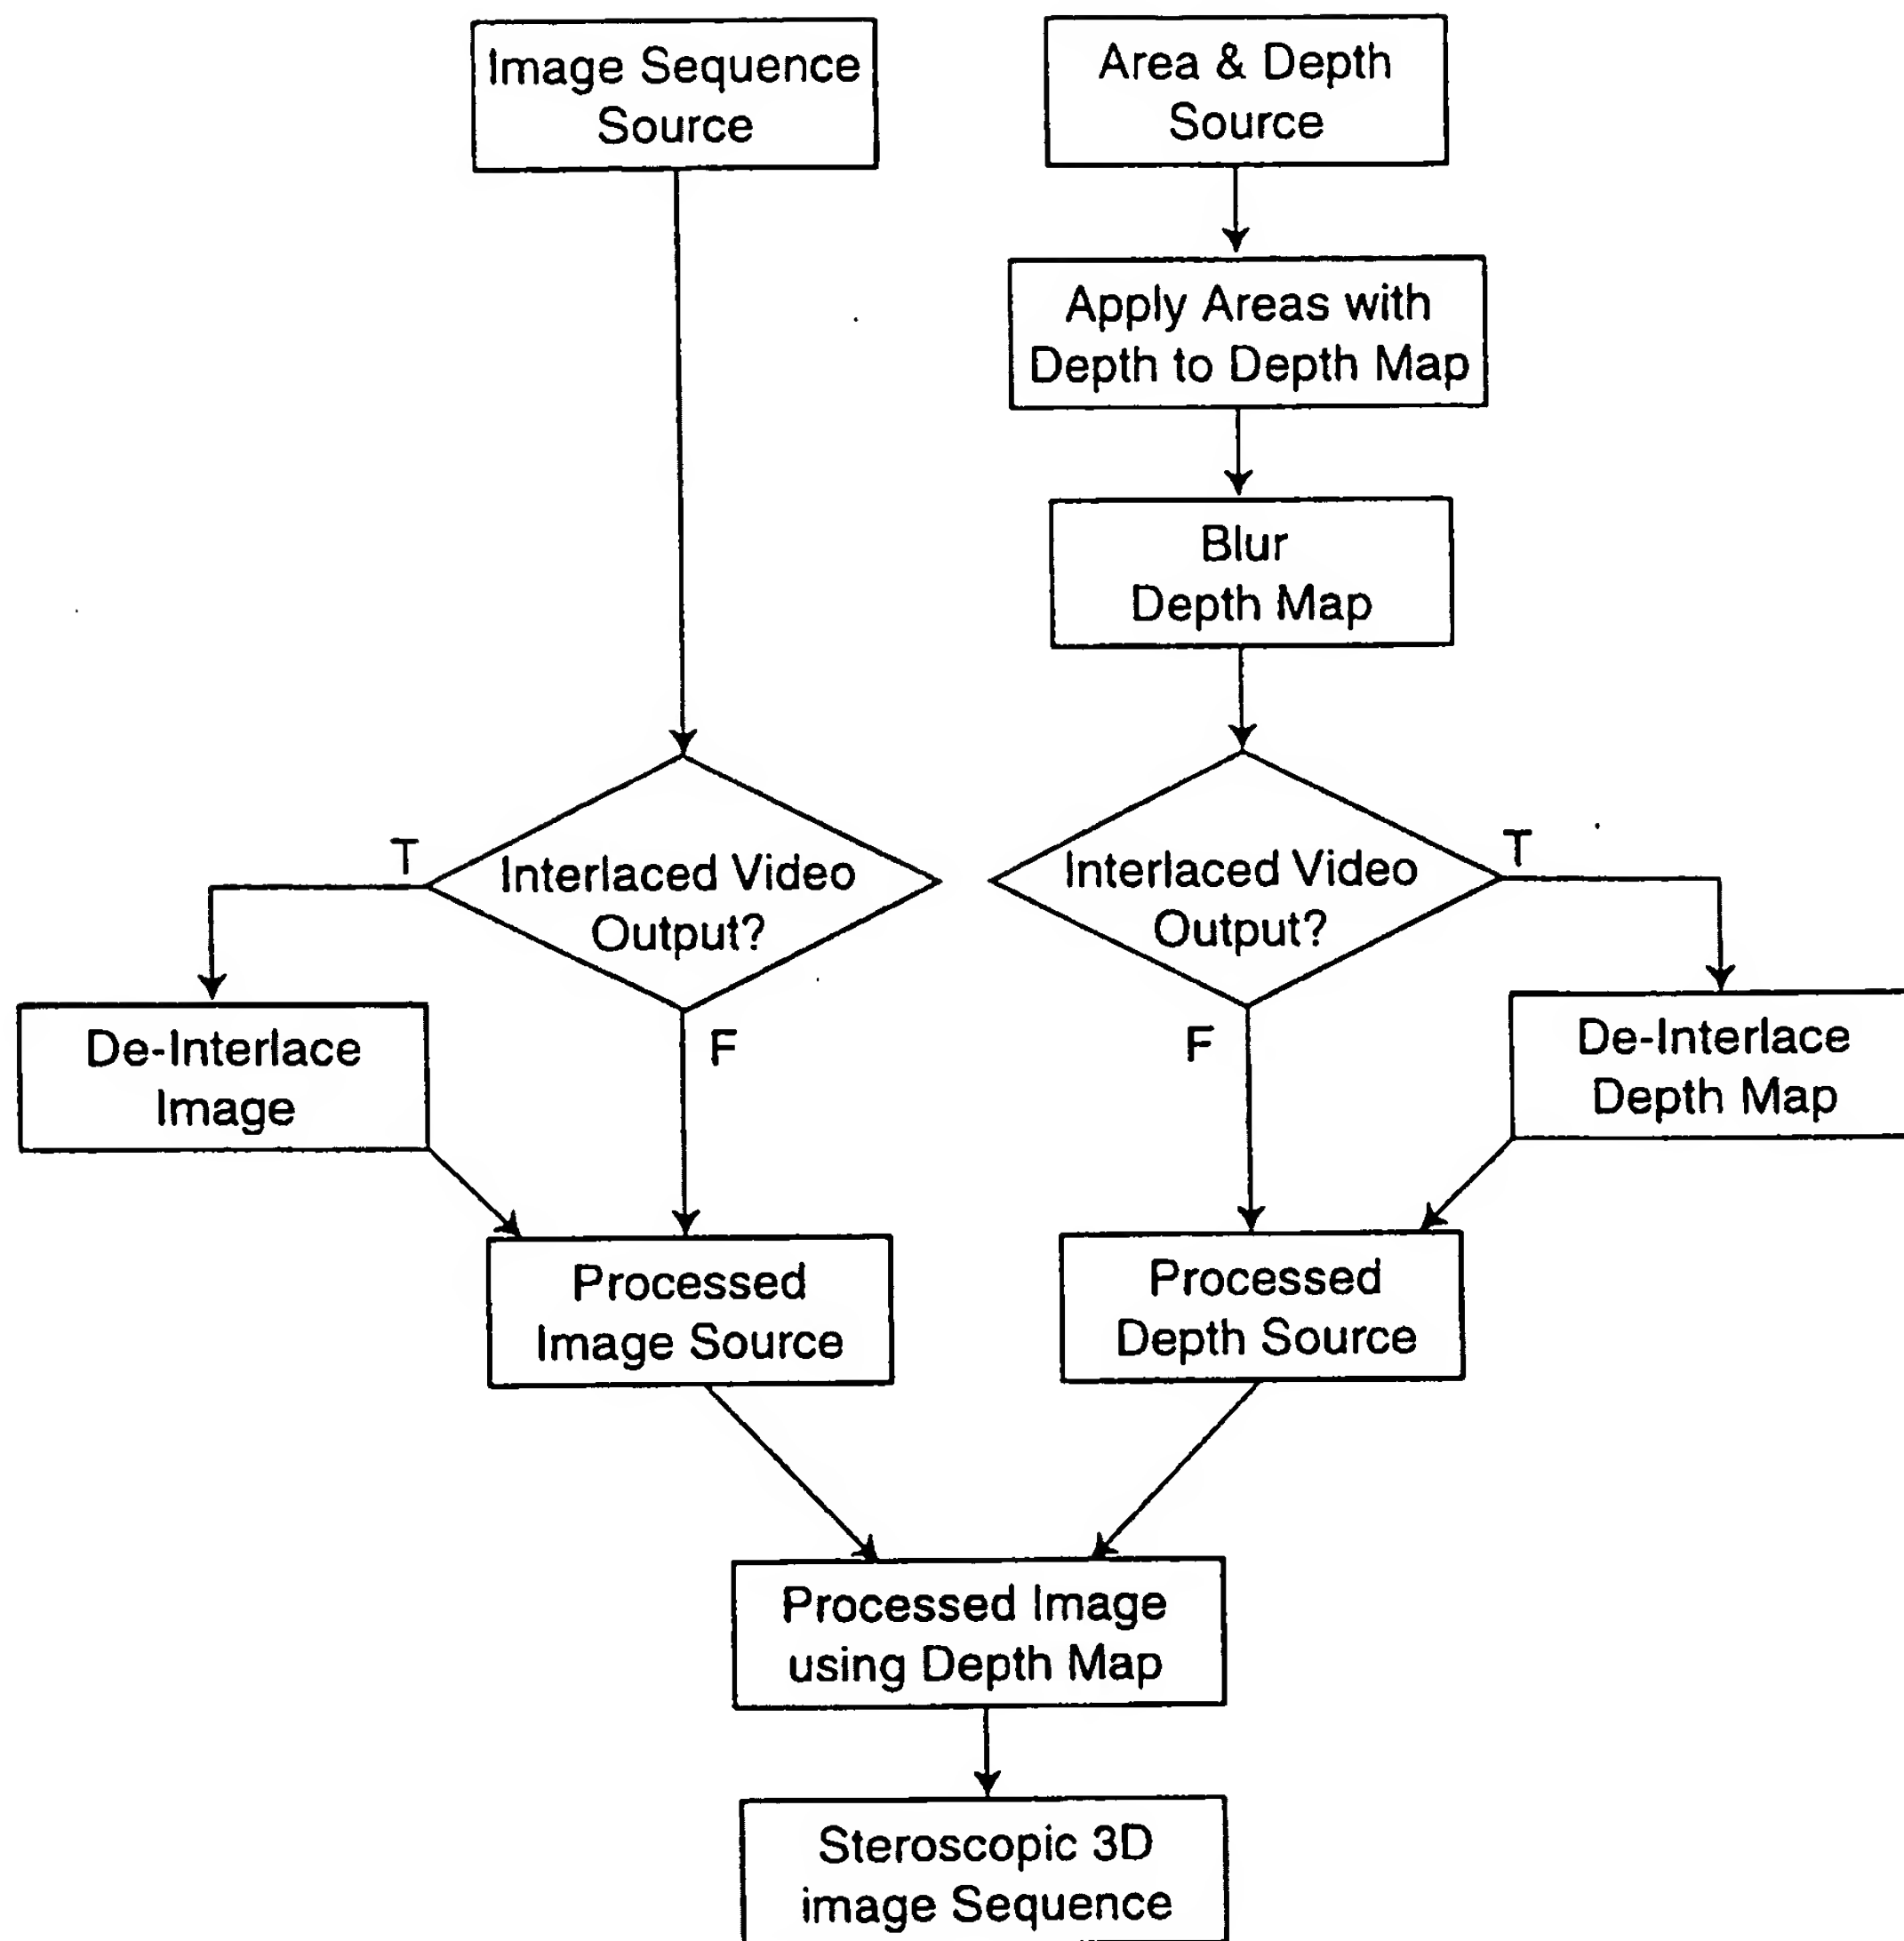 Image Sequence
Source
Area & Depth
Source
Apply Areas with
Depth to Depth Map
Blur
Depth Map
Interlaced Video
Output?
T
F
Interlaced Video
Output?
T
F
De-Interlace
Image
De-Interlace
Depth Map
Processed
Image Source
Processed
Depth Source
Processed Image
using Depth Map
Steroscopic 3D
image Sequence